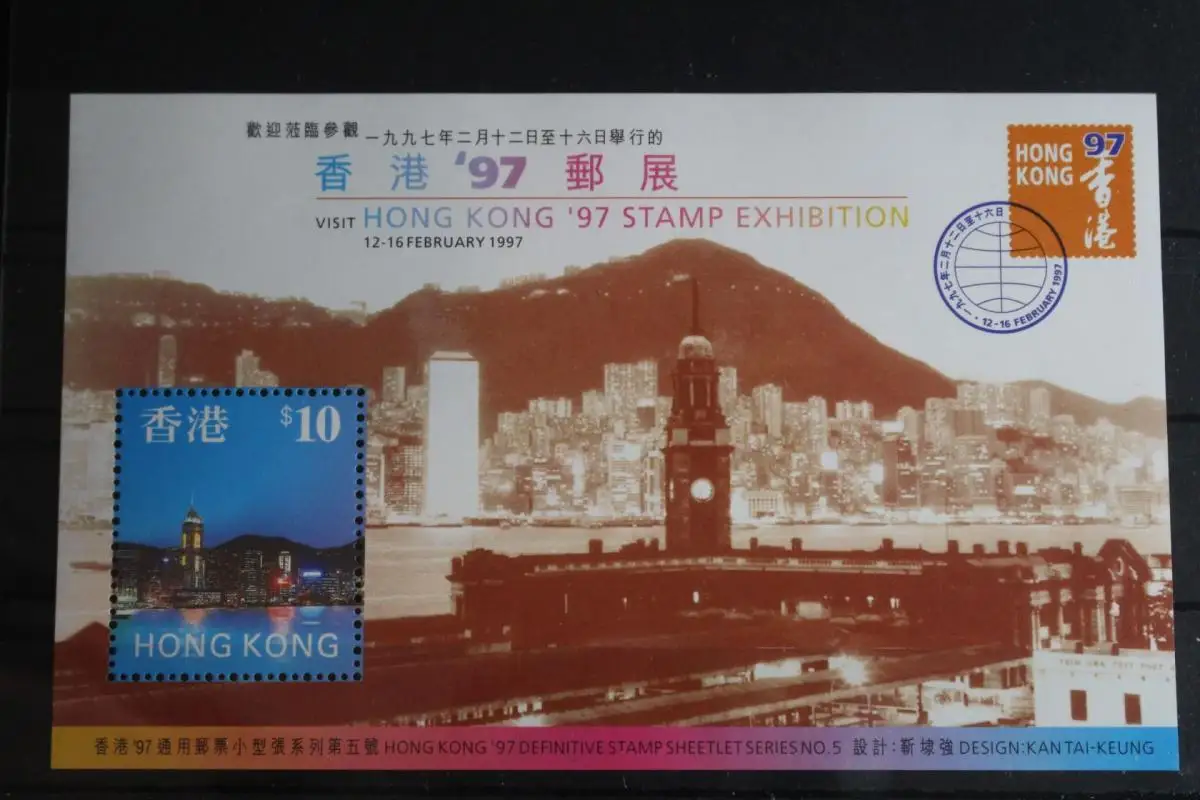 歡迎蒞臨參觀一九九七年二月十二日至十六日舉行的
香港 '97 郵展
VISIT HONG KONG '97 STAMP EXHIBITION
12-16 FEBRUARY 1997
HONG KONG 97
香港
一九九七年二月十二日至十六日 · 12-16 FEBRUARY 1997
香港 $10
HONG KONG
香港'97通用郵票小型張系列第五號 HONG KONG '97 DEFINITIVE STAMP SHEETLET SERIES NO.5 設計:靳埭強 DESIGN:KAN TAI-KEUNG